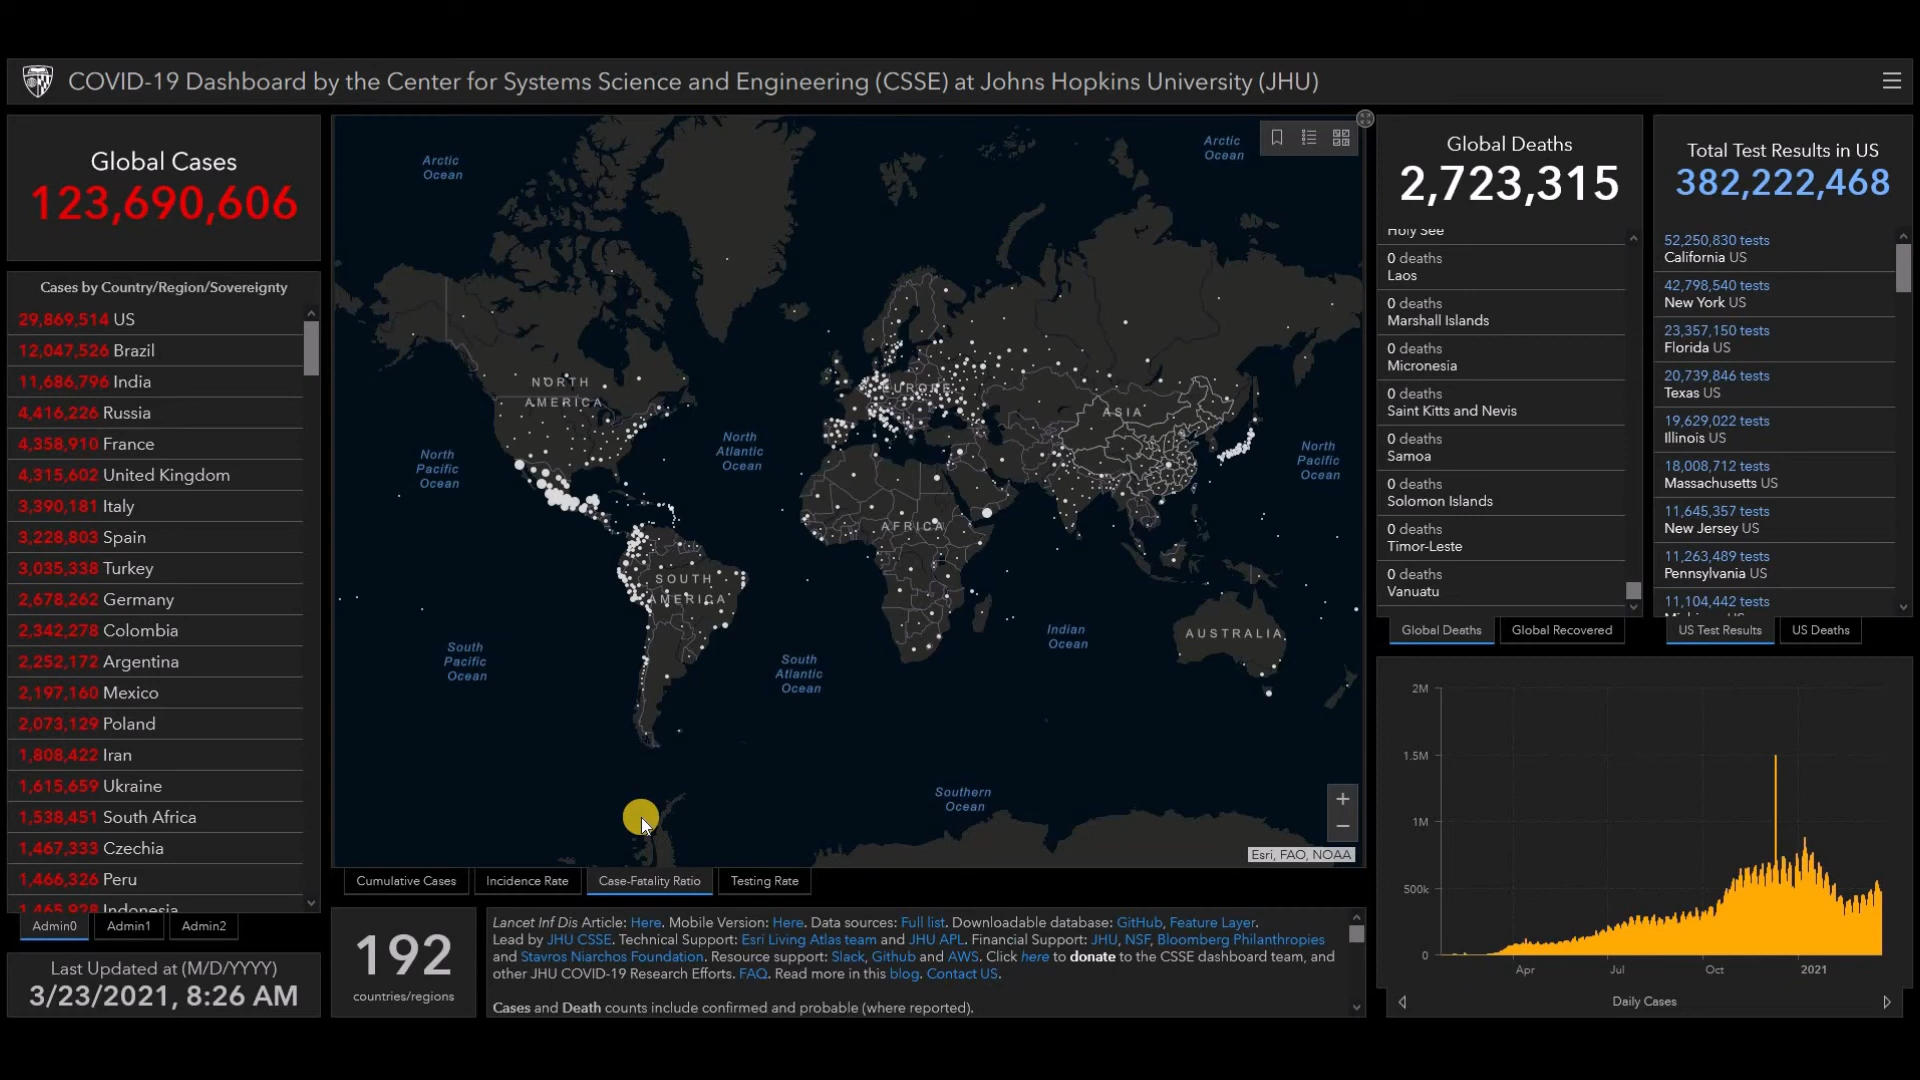 COVID-19 Dashboard by the Center for Systems Science and Engineering (CSSE) at Johns Hopkins University (JHU)
Global Cases
123,690,606
Cases by Country/Region/Sovereignty
29,869,514 US
12,047,526 Brazil
11,686,796 India
4,416,226 Russia
4,358,910 France
4,315,602 United Kingdom
3,390,181 Italy
3,228,803 Spain
3,035,338 Turkey
2,678,262 Germany
2,342,278 Colombia
2,252,172 Argentina
2,197,160 Mexico
2,073,129 Poland
1,808,422 Iran
1,615,659 Ukraine
1,538,451 South Africa
1,467,333 Czechia
1,466,326 Peru
1,465,928 Indonesia
Admin0
Admin1
Admin2
Last Updated at (M/D/YYYY)
3/23/2021, 8:26 AM
Arctic
Ocean
Arctic
Ocean
NORTH
AMERICA
EUROPE
ASIA
North
Pacific
Ocean
North
Atlantic
Ocean
North
Pacific
Ocean
AFRICA
SOUTH
AMERICA
AUSTRALIA
South
Pacific
Ocean
South
Atlantic
Ocean
Indian
Ocean
Southern
Ocean
+
−
Esri, FAO, NOAA
Cumulative Cases
Incidence Rate
Case-Fatality Ratio
Testing Rate
192
countries/regions
Lancet Inf Dis Article: Here. Mobile Version: Here. Data sources: Full list. Downloadable database: GitHub, Feature Layer.
Lead by JHU CSSE. Technical Support: Esri Living Atlas team and JHU APL. Financial Support: JHU, NSF, Bloomberg Philanthropies
and Stavros Niarchos Foundation. Resource support: Slack, Github and AWS. Click here to donate to the CSSE dashboard team, and
other JHU COVID-19 Research Efforts. FAQ. Read more in this blog. Contact US.
Cases and Death counts include confirmed and probable (where reported).
Global Deaths
2,723,315
Holy See
0 deaths
Laos
0 deaths
Marshall Islands
0 deaths
Micronesia
0 deaths
Saint Kitts and Nevis
0 deaths
Samoa
0 deaths
Solomon Islands
0 deaths
Timor-Leste
0 deaths
Vanuatu
Global Deaths
Global Recovered
Total Test Results in US
382,222,468
52,250,830 tests
California US
42,798,540 tests
New York US
23,357,150 tests
Florida US
20,739,846 tests
Texas US
19,629,022 tests
Illinois US
18,008,712 tests
Massachusetts US
11,645,357 tests
New Jersey US
11,263,489 tests
Pennsylvania US
11,104,442 tests
US Test Results
US Deaths
2M
1.5M
1M
500k
0
Apr
Jul
Oct
2021
Daily Cases